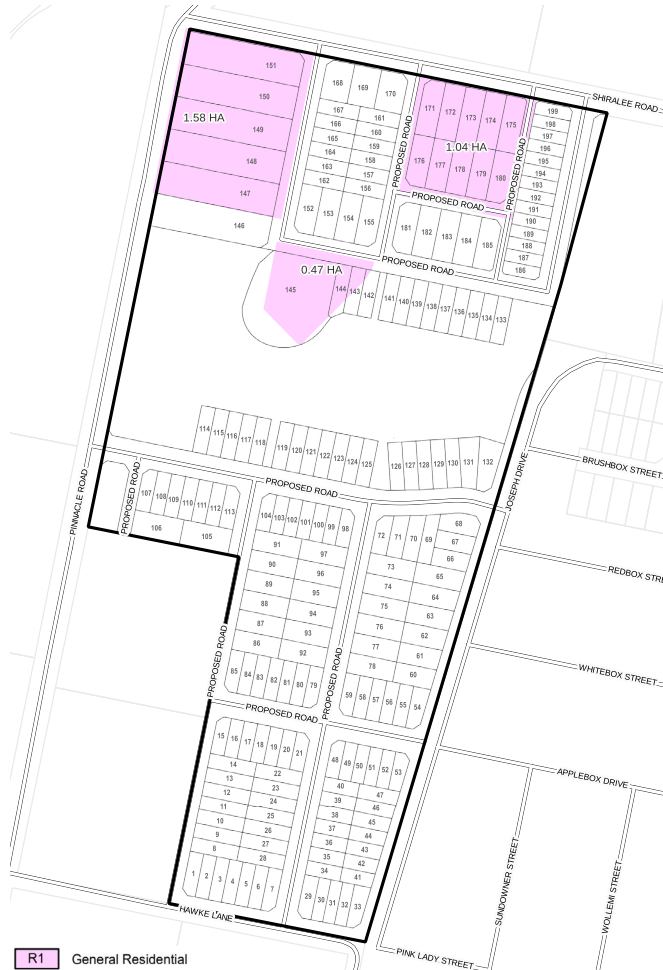 SHIRALEE ROAD
151
150
1.58 HA
149
148
147
146
168 169 170
167 161
166 160
165 159
164 158
163 157
162 156
152 153 154 155
PROPOSED ROAD
171 172 173 174 175
1.04 HA
176 177 178 179 180
PROPOSED ROAD
PROPOSED ROAD
199
198
197
196
195
194
193
192
191
190
189
188
187
186
181 182 183 184 185
PROPOSED ROAD
0.47 HA
145
144 143 142 141 140 139 138 137 136 135 134 133
114 115 116 117 118 119 120 121 122 123 124 125 126 127 128 129 130 131 132
JOSEPH DRIVE
BRUSHBOX STREET
PINNACLE ROAD
PROPOSED ROAD
PROPOSED ROAD
107 108 109 110 111 112 113
106 105
104 103 102 101 100 99 98
91 97
90 96
89 95
88 94
87 93
86 92
85 84 83 82 81 80 79
72 71 70 69 68
67
66
73 65
74 64
75 63
76 62
77 61
78 60
59 58 57 56 55 54
REDBOX STRE
WHITEBOX STREET
PROPOSED ROAD
PROPOSED ROAD
PROPOSED ROAD
15 16 17 18 19 20 21
14 22
13 23
12 24
11 25
10 26
9 27
8 28
1 2 3 4 5 6 7
48 49 50 51 52 53
40 47
39 46
38 45
37 44
36 43
35 42
34 41
29 30 31 32 33
APPLEBOX DRIVE
SUNDOWNER STREET
WOLLEMI STREET
HAWKE LANE
PINK LADY STREET
R1 General Residential